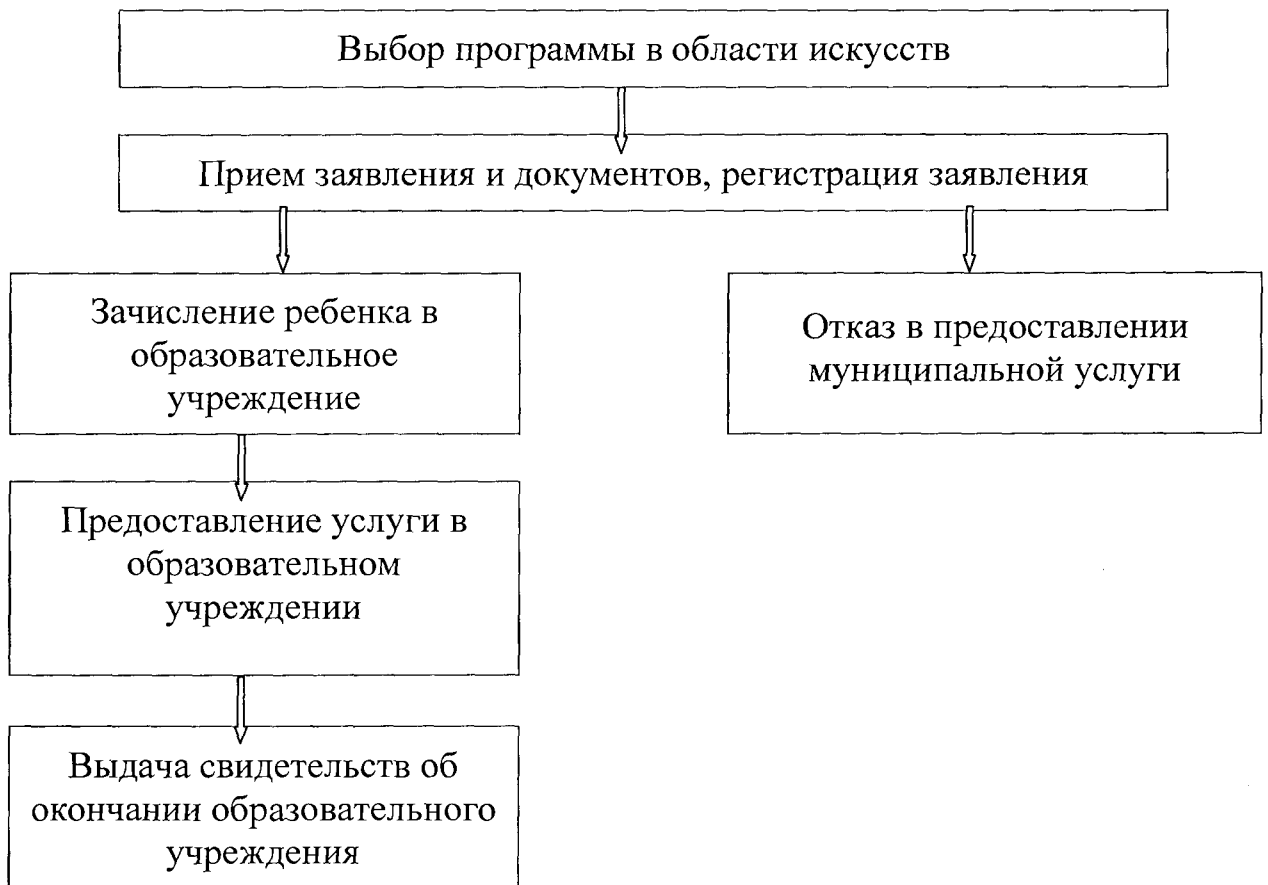 Выбор программы в области искусств
Прием заявления и документов, регистрация заявления
Зачисление ребенка в
образовательное
учреждение
Отказ в предоставлении
муниципальной услуги
Предоставление услуги в
образовательном
учреждении
Выдача свидетельств об
окончании образовательного
учреждения